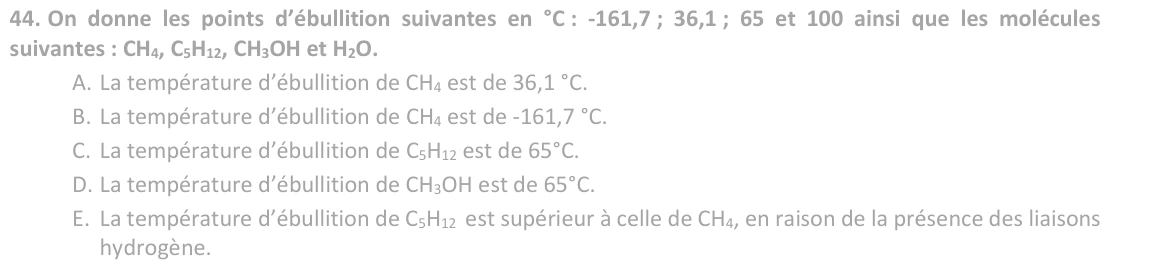 44. On donne les points d’ébullition suivantes en °C : -161,7 ; 36,1 ; 65 et 100 ainsi que les molécules
suivantes : CH₄, C₅H₁₂, CH₃OH et H₂O.
A. La température d’ébullition de CH₄ est de 36,1 °C.
B. La température d’ébullition de CH₄ est de -161,7 °C.
C. La température d’ébullition de C₅H₁₂ est de 65°C.
D. La température d’ébullition de CH₃OH est de 65°C.
E. La température d’ébullition de C₅H₁₂ est supérieur à celle de CH₄, en raison de la présence des liaisons
hydrogène.